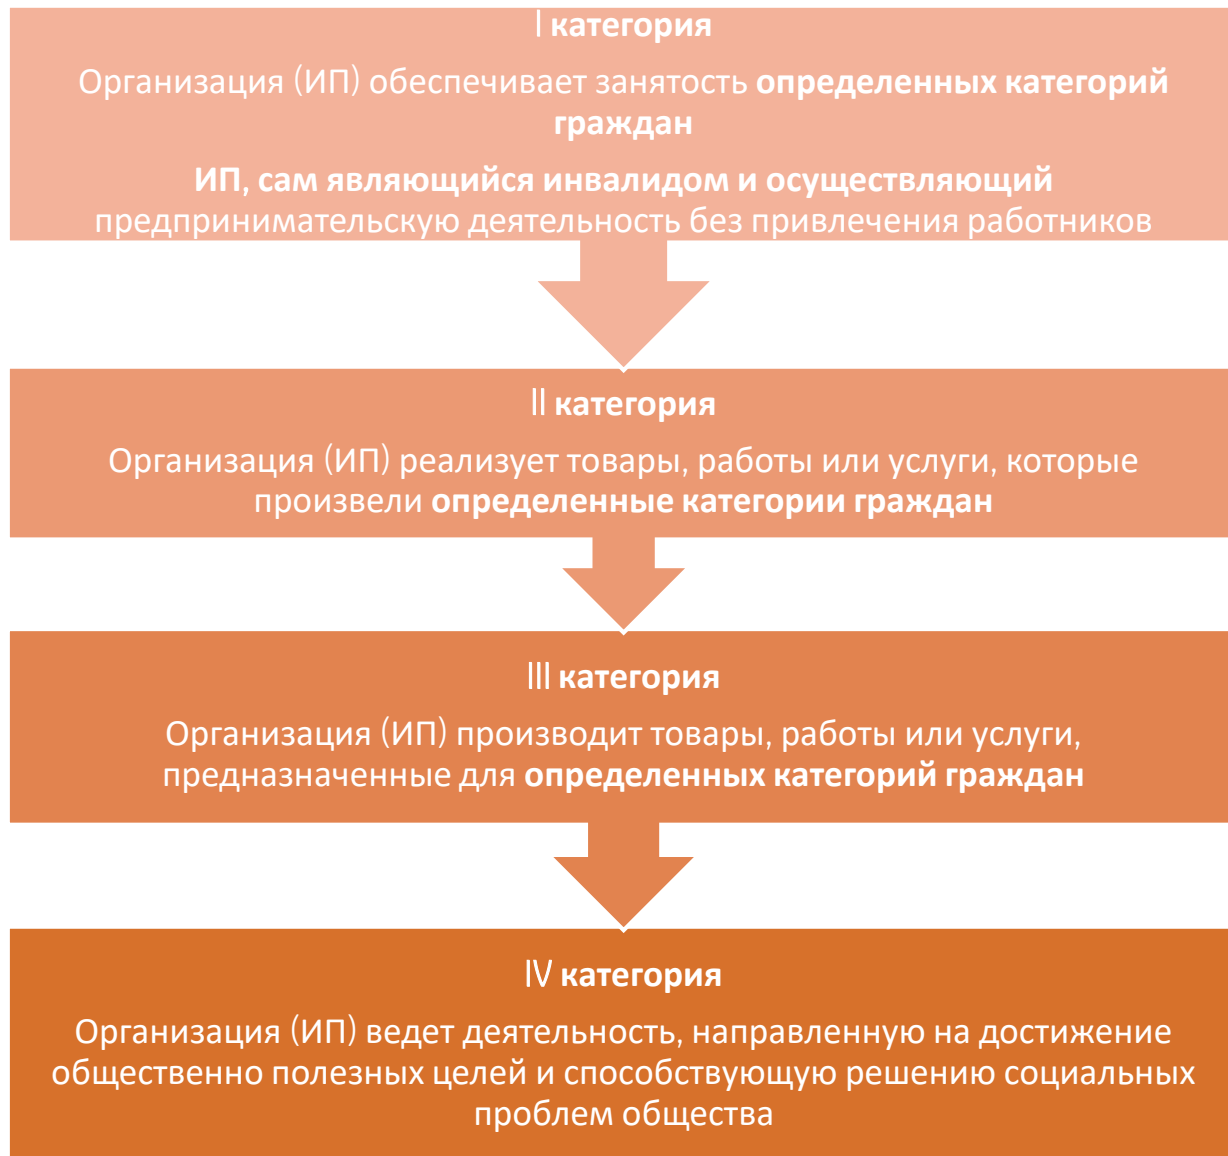 I категория
Организация (ИП) обеспечивает занятость определенных категорий
граждан
ИП, сам являющийся инвалидом и осуществляющий
предпринимательскую деятельность без привлечения работников
II категория
Организация (ИП) реализует товары, работы или услуги, которые
произвели определенные категории граждан
III категория
Организация (ИП) производит товары, работы или услуги,
предназначенные для определенных категорий граждан
IV категория
Организация (ИП) ведет деятельность, направленную на достижение
общественно полезных целей и способствующую решению социальных
проблем общества